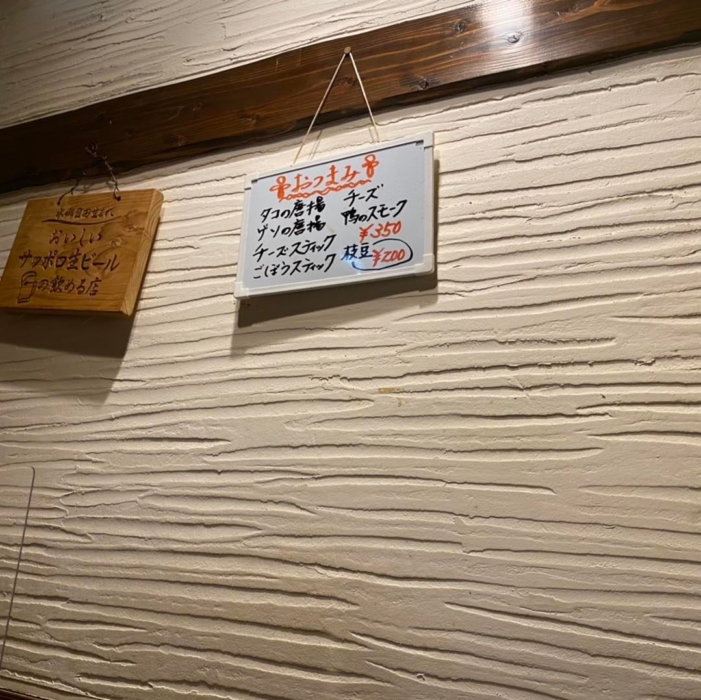 おいしい
サッポロ生ビール
の飲める店
おつまみ
タコの唐揚
ゲソの唐揚
チーズスティック
ごぼうスティック
チーズ
鴨のスモーク
¥350
枝豆 ¥200